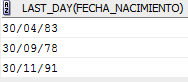 LAST_DAY(FECHA_NACIMIENTO)
30/04/83
30/09/78
30/11/91